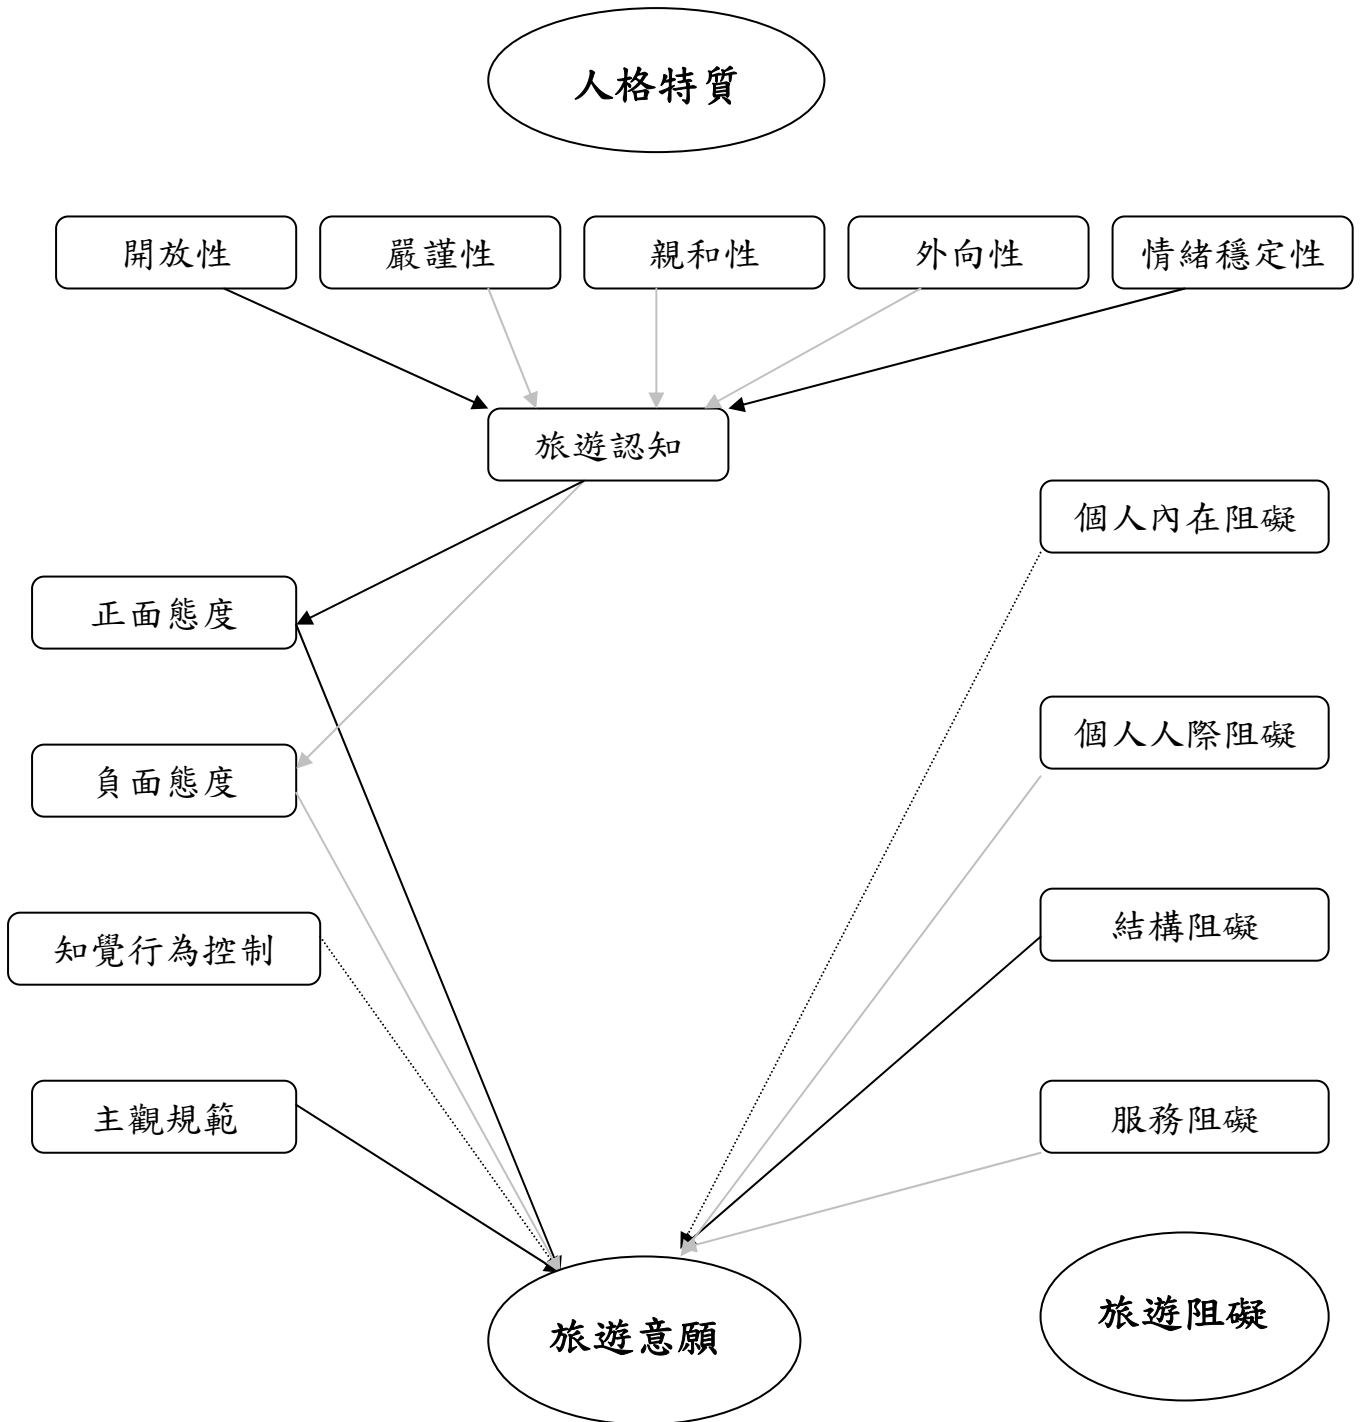 人格特質
開放性
嚴謹性
親和性
外向性
情緒穩定性
旅遊認知
個人內在阻礙
正面態度
個人人際阻礙
負面態度
結構阻礙
知覺行為控制
主觀規範
服務阻礙
旅遊阻礙
旅遊意願